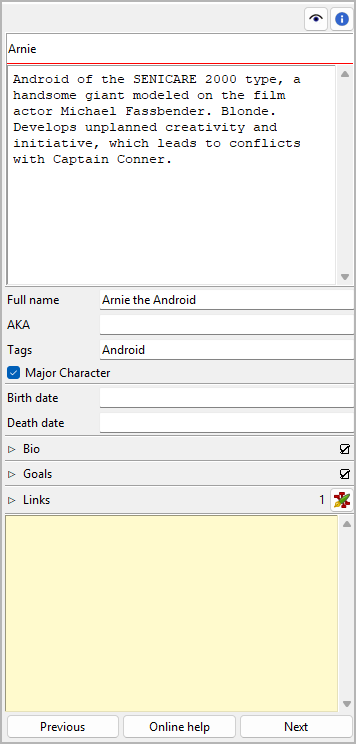 Arnie
Android of the SENICARE 2000 type, a
handsome giant modeled on the film
actor Michael Fassbender. Blonde.
Develops unplanned creativity and
initiative, which leads to conflicts
with Captain Conner.
Full name Arnie the Android
AKA
Tags Android
Major Character
Birth date
Death date
Bio
Goals
Links 1
Previous Online help Next